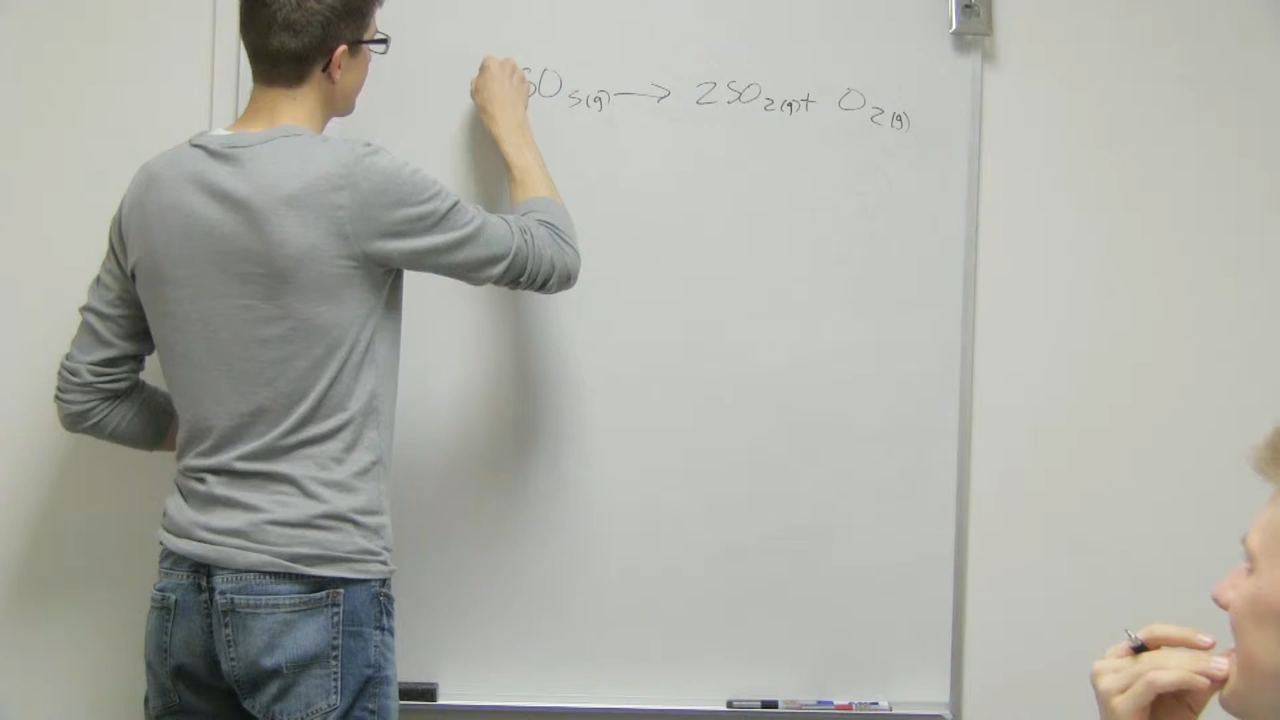 SO₃(g) → 2SO₂(g) + O₂(g)